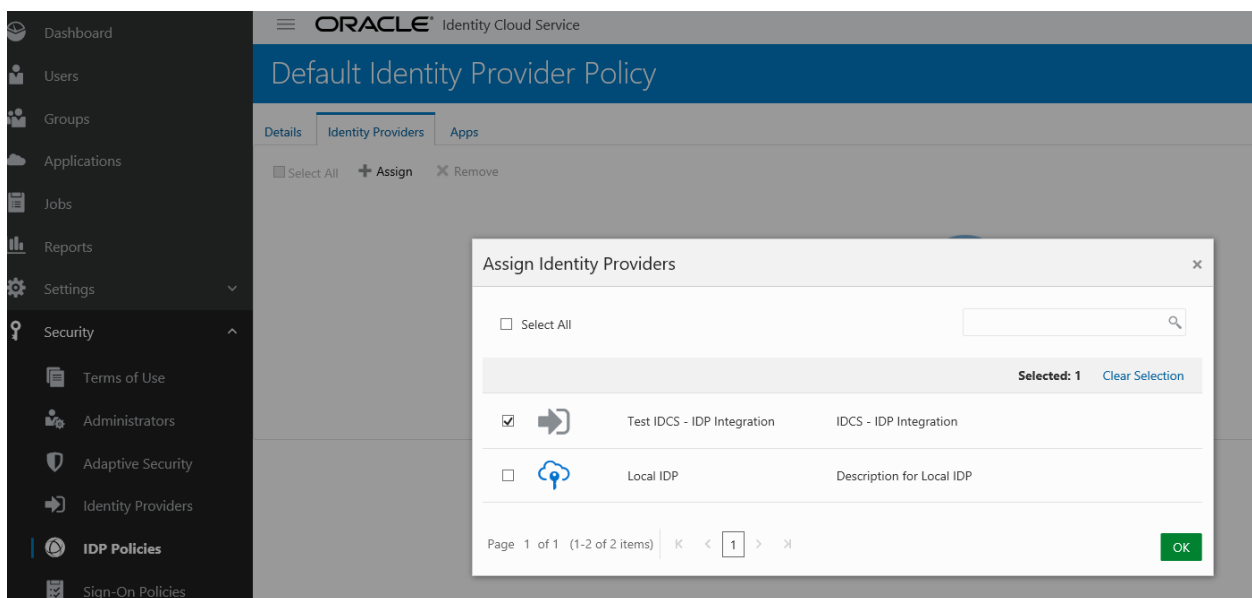 Dashboard
Users
Groups
Applications
Jobs
Reports
Settings
Security
Terms of Use
Administrators
Adaptive Security
Identity Providers
IDP Policies
Sign-On Policies
ORACLE® Identity Cloud Service
Default Identity Provider Policy
Details Identity Providers Apps
Select All Assign Remove
Assign Identity Providers
Select All
Selected: 1 Clear Selection
Test IDCS - IDP Integration IDCS - IDP Integration
Local IDP Description for Local IDP
Page 1 of 1 (1-2 of 2 items) 1
OK